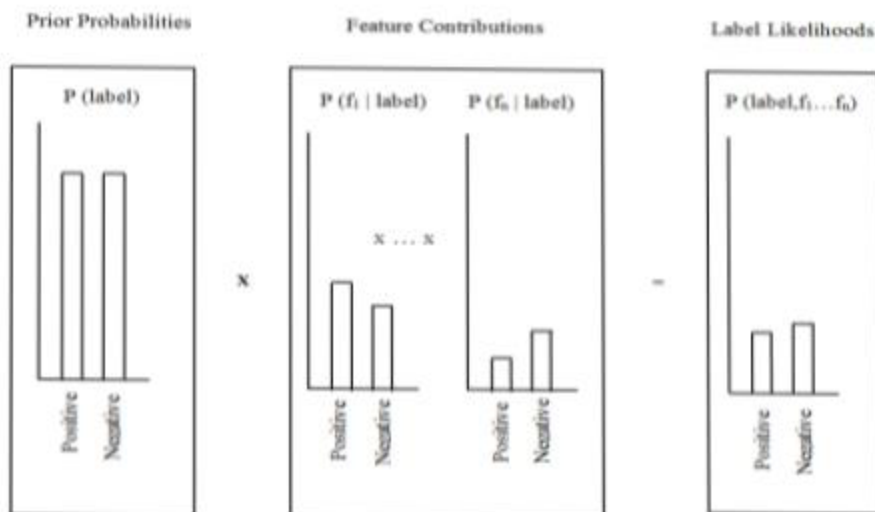 Prior Probabilities
Feature Contributions
Label Likelihoods
P (label)
P (f₁ | label)
P (fₙ | label)
P (label,f₁…fₙ)
x … x
x
=
Positive
Negative
Positive
Negative
Positive
Negative
Positive
Negative